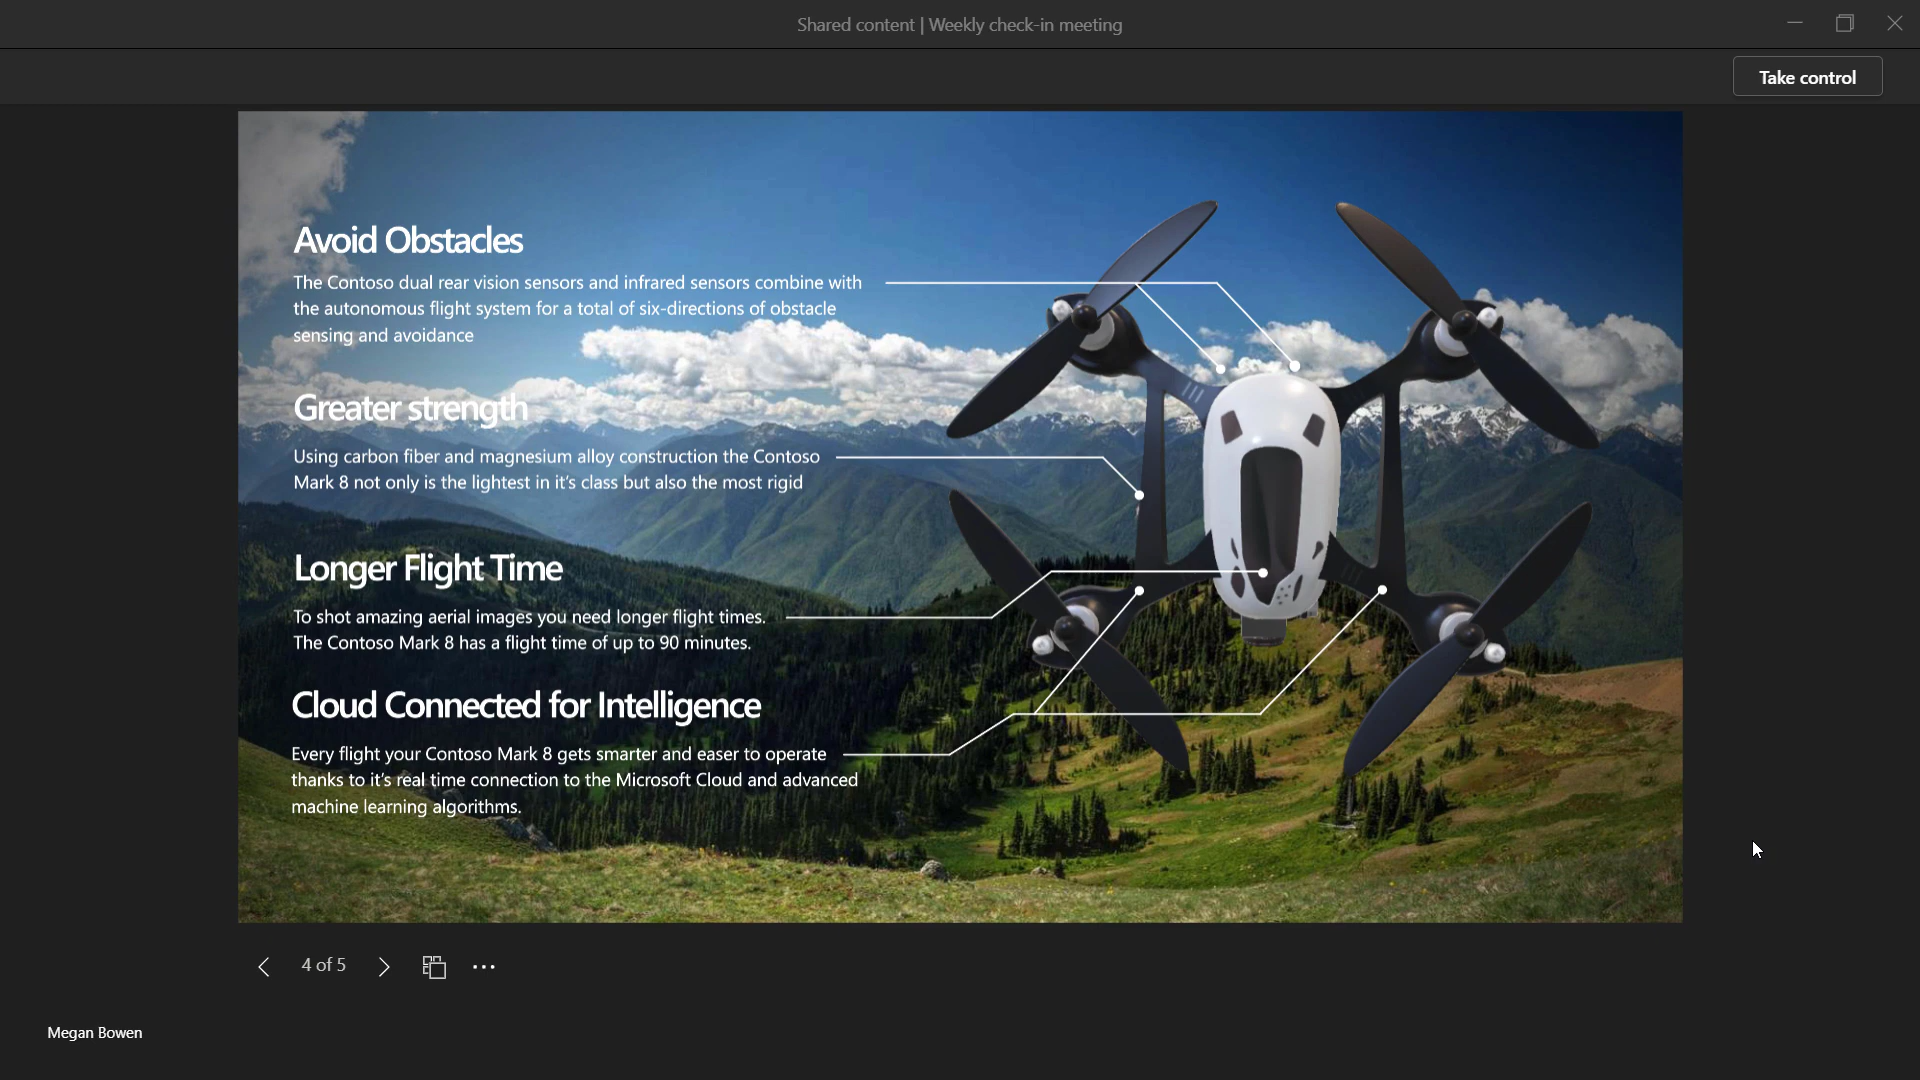 Shared content | Weekly check-in meeting
Take control
Avoid Obstacles
The Contoso dual rear vision sensors and infrared sensors combine with
the autonomous flight system for a total of six-directions of obstacle
sensing and avoidance
Greater strength
Using carbon fiber and magnesium alloy construction the Contoso
Mark 8 not only is the lightest in it's class but also the most rigid
Longer Flight Time
To shot amazing aerial images you need longer flight times.
The Contoso Mark 8 has a flight time of up to 90 minutes.
Cloud Connected for Intelligence
Every flight your Contoso Mark 8 gets smarter and easer to operate
thanks to it's real time connection to the Microsoft Cloud and advanced
machine learning algorithms.
4 of 5
Megan Bowen